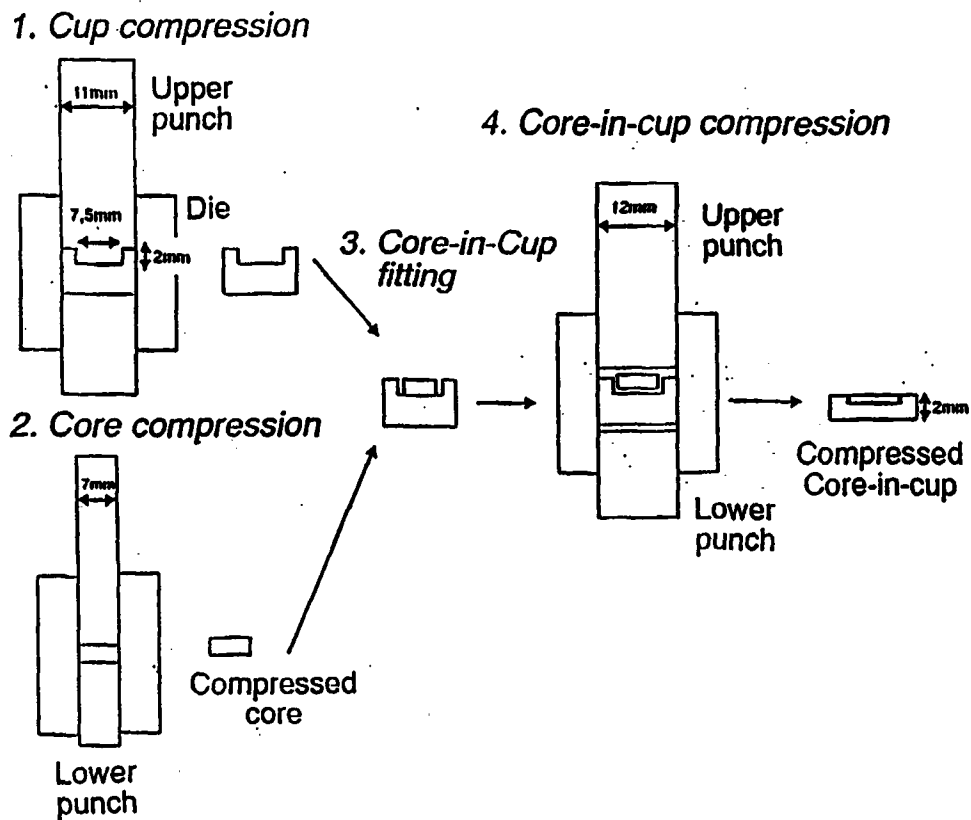 1. Cup compression
11mm
Upper
punch
Die
7,5mm
2mm
2. Core compression
7mm
Compressed
core
Lower
punch
3. Core-in-Cup
fitting
4. Core-in-cup compression
12mm
Upper
punch
Lower
punch
2mm
Compressed
Core-in-cup